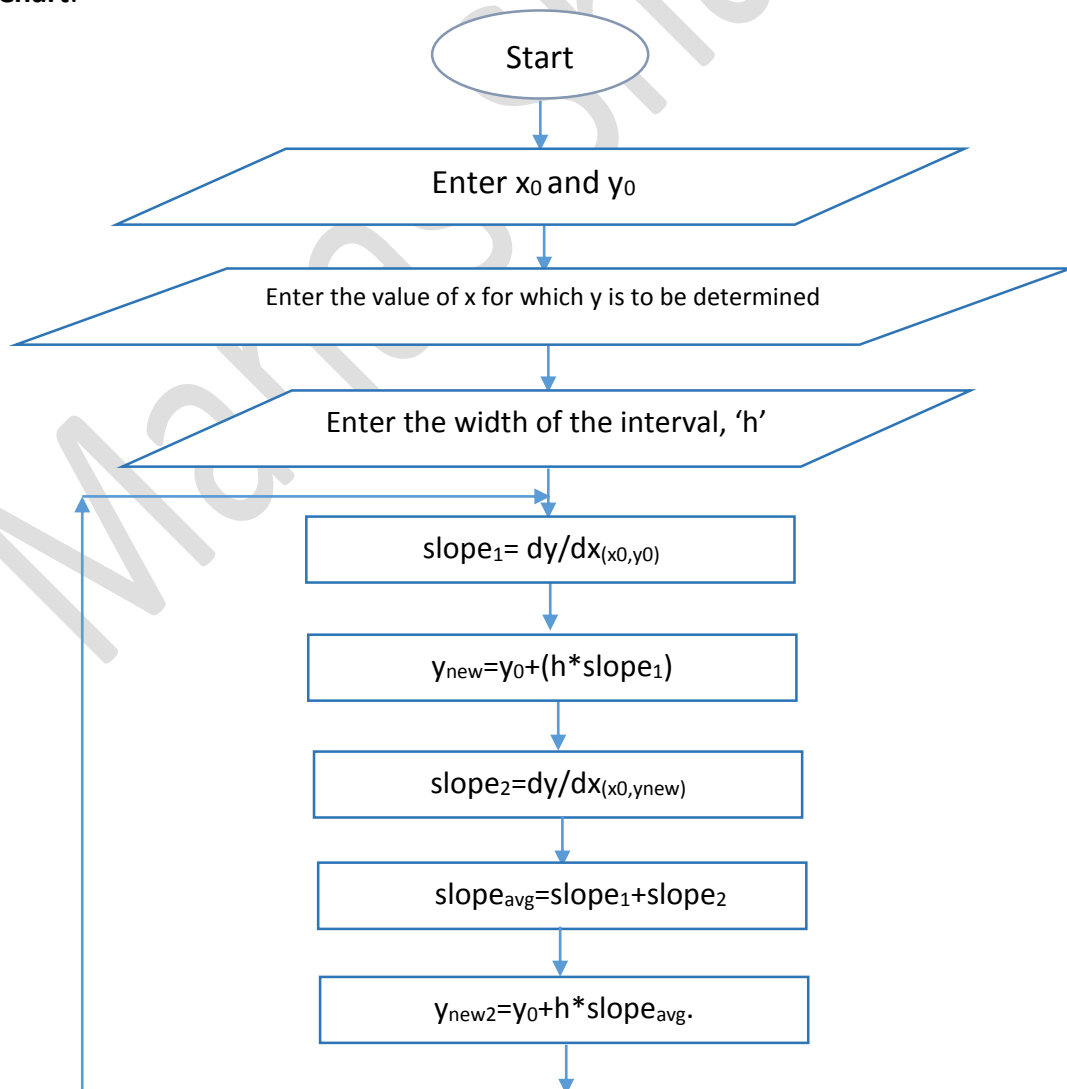 Chart:
Start
Enter x₀ and y₀
Enter the value of x for which y is to be determined
Enter the width of the interval, ‘h’
slope₁= dy/dx(x0,y0)
ynew=y₀+(h*slope₁)
slope₂=dy/dx(x0,ynew)
slopeavg=slope₁+slope₂
ynew2=y₀+h*slopeavg.